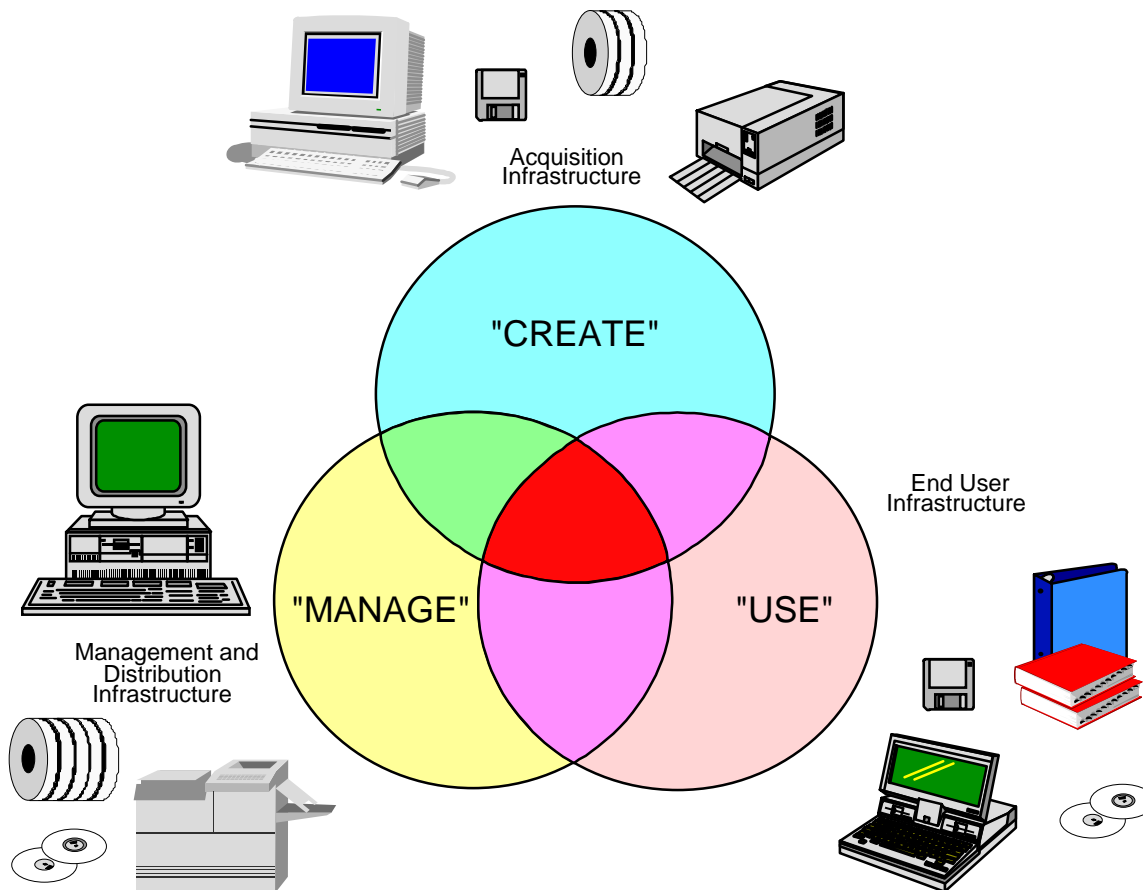 Acquisition
Infrastructure
"CREATE"
End User
Infrastructure
"MANAGE"
"USE"
Management and
Distribution
Infrastructure